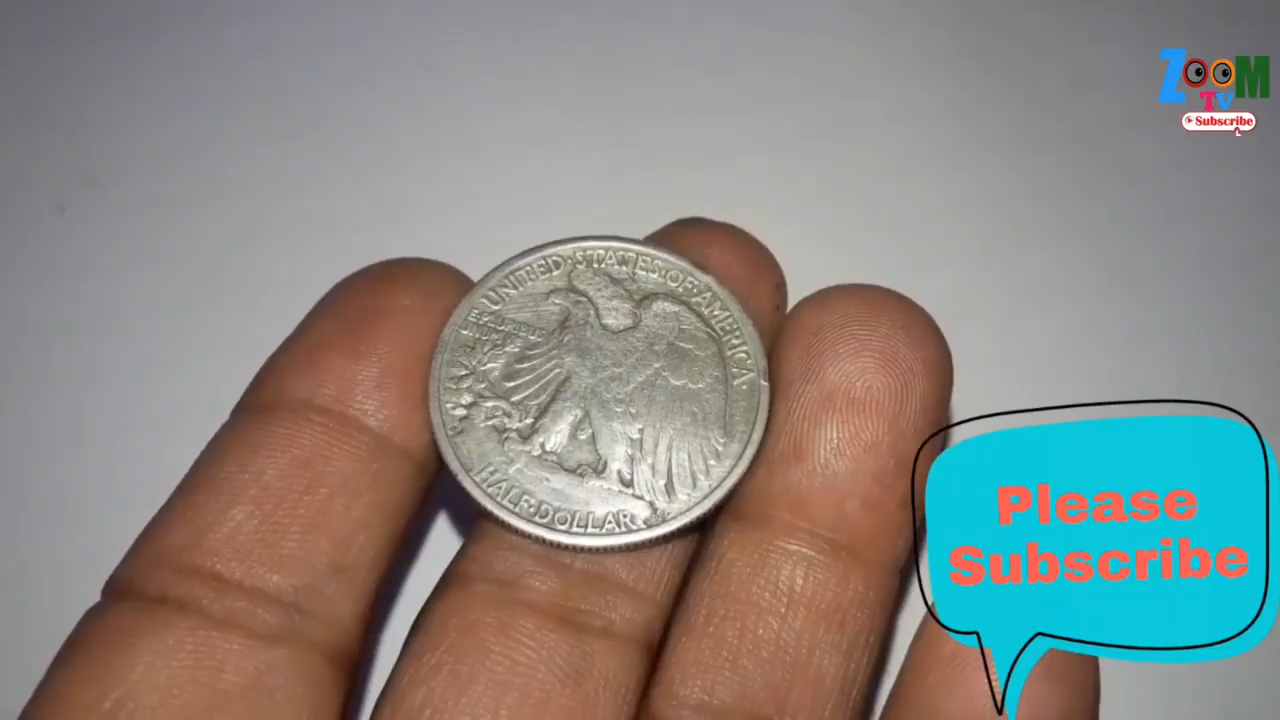 ZOOM
TV
Subscribe
UNITED·STATES·OF·AMERICA·
E·PLURIBUS
UNUM
HALF·DOLLAR
Please
Subscribe